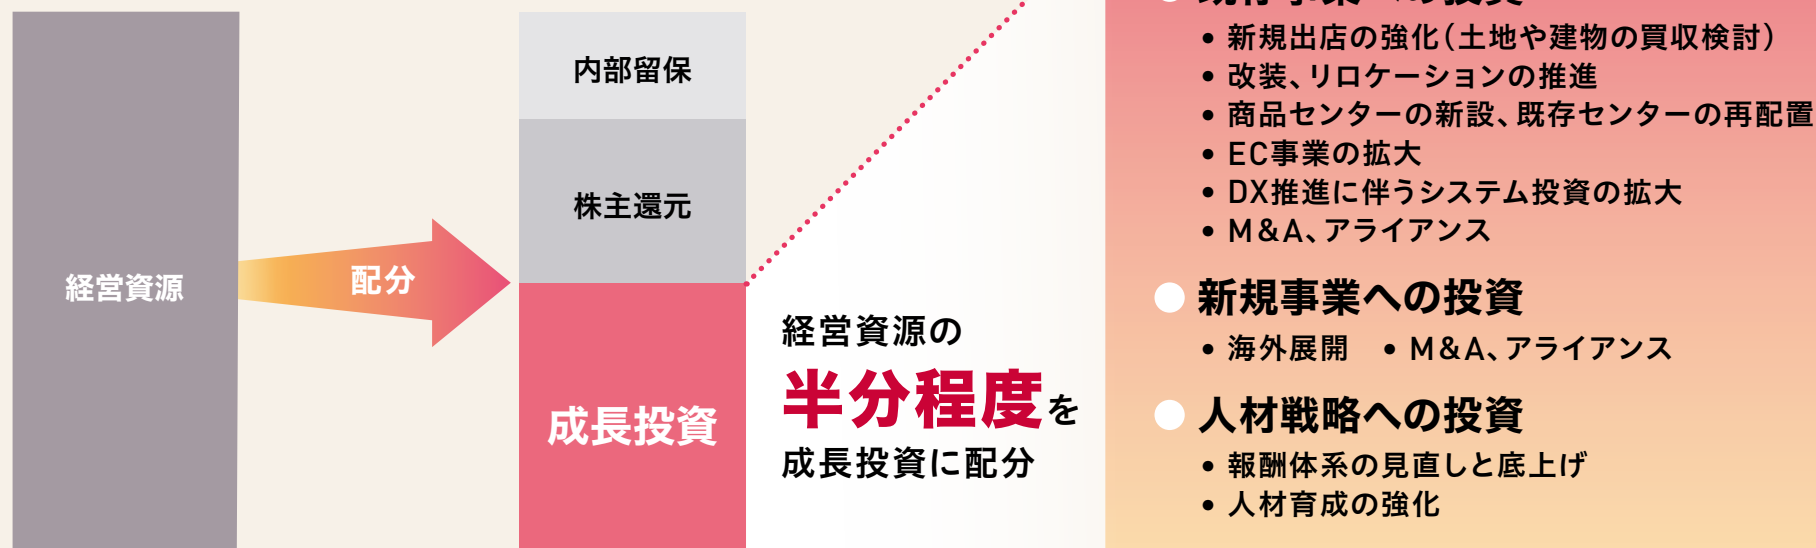 経営資源
配分
内部留保
株主還元
成長投資
経営資源の
半分程度を
成長投資に配分
既存事業への投資
• 新規出店の強化（土地や建物の買収検討）
• 改装、リロケーションの推進
• 商品センターの新設、既存センターの再配置
• EC事業の拡大
• DX推進に伴うシステム投資の拡大
• M&A、アライアンス
新規事業への投資
• 海外展開 • M&A、アライアンス
人材戦略への投資
• 報酬体系の見直しと底上げ
• 人材育成の強化